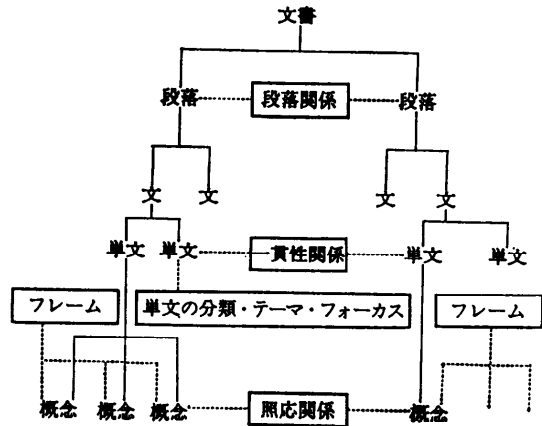 文書
段落 段落関係 段落
文 文 文 文
単文 単文 一貫性関係 単文 単文
フレーム 単文の分類・テーマ・フォーカス フレーム
概念 概念 概念 照応関係 概念